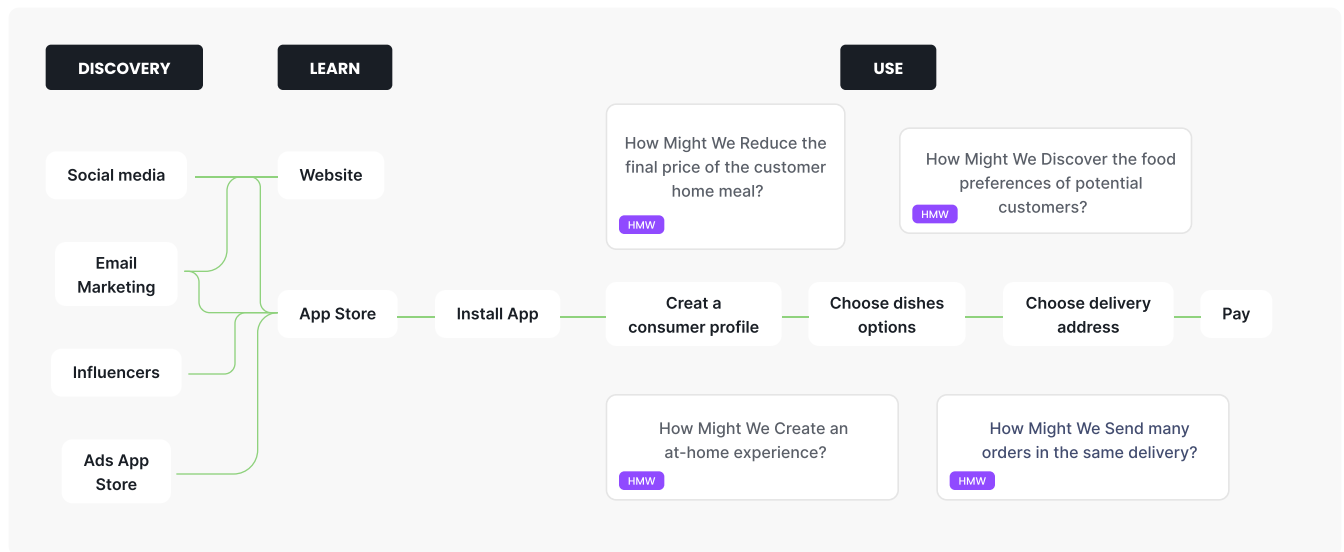 DISCOVERY
LEARN
USE
How Might We Reduce the
final price of the customer
home meal?
HMW
How Might We Discover the food
preferences of potential
customers?
HMW
Social media
Website
Email
Marketing
App Store
Install App
Creat a
consumer profile
Choose dishes
options
Choose delivery
address
Pay
Influencers
Ads App
Store
How Might We Create an
at-home experience?
HMW
How Might We Send many
orders in the same delivery?
HMW